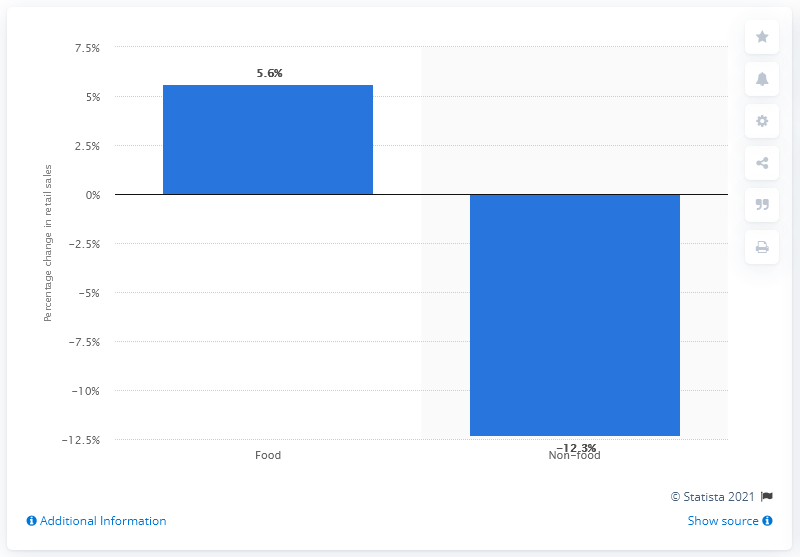 7.5%
5%
2.5%
0%
−2.5%
−5%
−7.5%
−10%
−12.5%
Percentage change in retail sales
5.6%
−12.3%
Food
Non-food
© Statista 2021
Additional Information
Show source